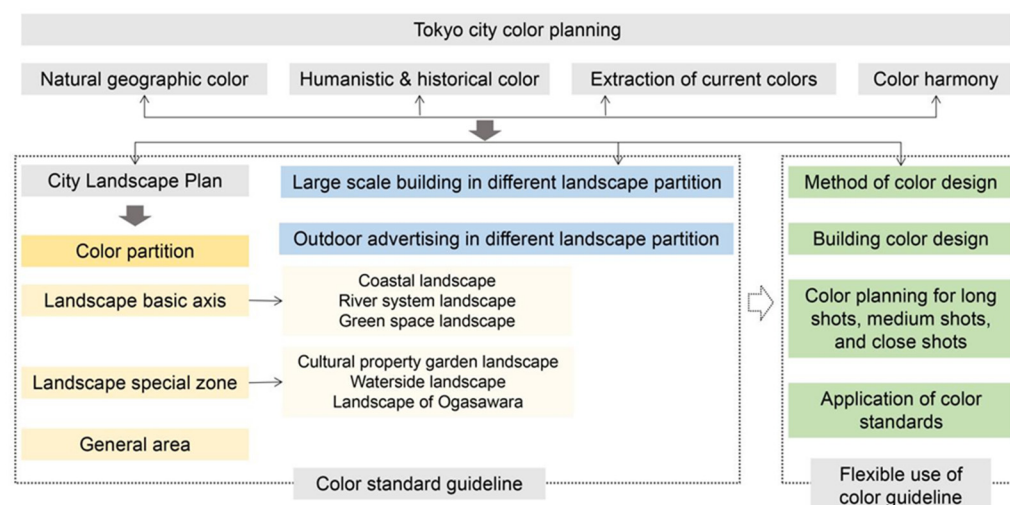 Tokyo city color planning
Natural geographic color
Humanistic & historical color
Extraction of current colors
Color harmony
City Landscape Plan
Large scale building in different landscape partition
Outdoor advertising in different landscape partition
Color partition
Landscape basic axis
Coastal landscape
River system landscape
Green space landscape
Landscape special zone
Cultural property garden landscape
Waterside landscape
Landscape of Ogasawara
General area
Color standard guideline
Method of color design
Building color design
Color planning for long
shots, medium shots,
and close shots
Application of color
standards
Flexible use of
color guideline